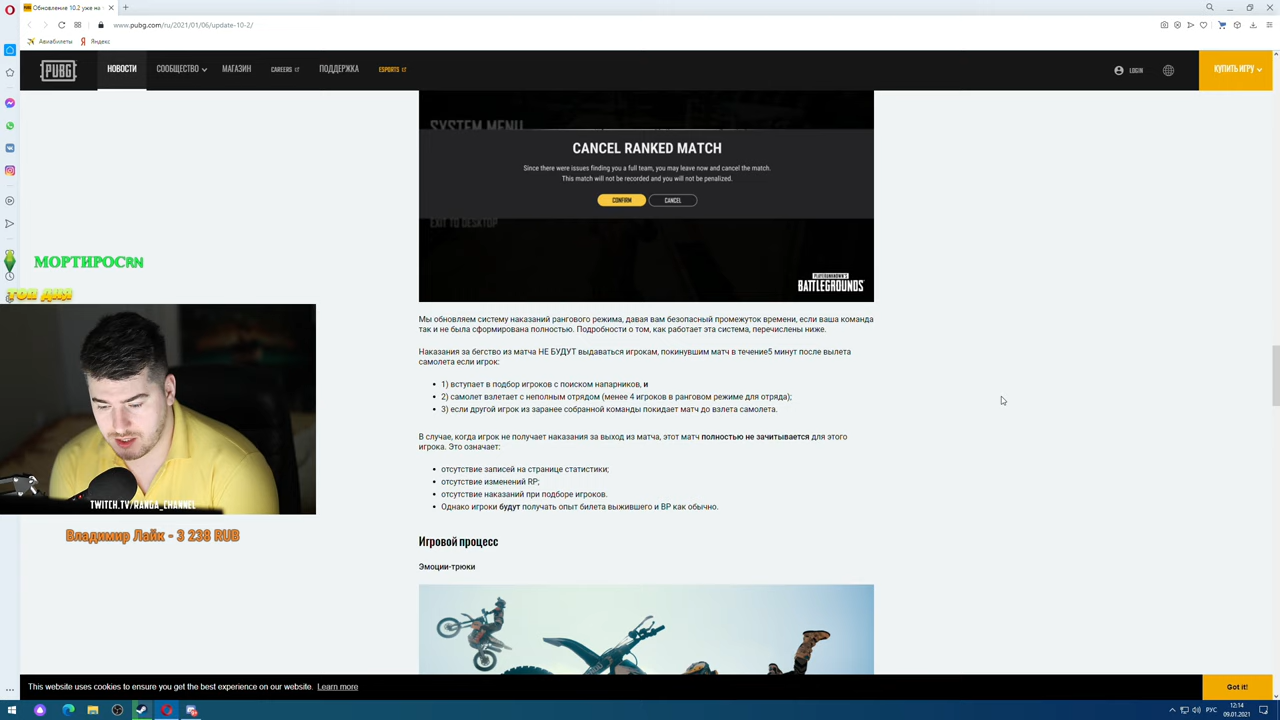 Обновление 10.2 уже на
www.pubg.com/ru/2021/01/06/update-10-2/
Авиабилеты
Яндекс
PUBG
НОВОСТИ
СООБЩЕСТВО
МАГАЗИН
CAREERS
ПОДДЕРЖКА
ESPORTS
LOGIN
КУПИТЬ ИГРУ
SYSTEM MENU
CANCEL RANKED MATCH
Since there were issues finding you a full team, you may leave now and cancel the match.
This match will not be recorded and you will not be penalized.
CONFIRM
CANCEL
EXIT TO DESKTOP
PLAYERUNKNOWN'S
BATTLEGROUNDS
МОРТИРОСRN
ТОП ДНЯ
TWITCH.TV/RANGA_CHANNEL
Владимир Лайк - 3 238 RUB
Мы обновляем систему наказаний рангового режима, давая вам безопасный промежуток времени, если ваша команда
так и не была сформирована полностью. Подробности о том, как работает эта система, перечислены ниже.
Наказания за бегство из матча НЕ БУДУТ выдаваться игрокам, покинувшим матч в течение5 минут после вылета
самолета если игрок:
1) вступает в подбор игроков с поиском напарников, и
2) самолет взлетает с неполным отрядом (менее 4 игроков в ранговом режиме для отряда);
3) если другой игрок из заранее собранной команды покидает матч до взлета самолета.
В случае, когда игрок не получает наказания за выход из матча, этот матч полностью не зачитывается для этого
игрока. Это означает:
отсутствие записей на странице статистики;
отсутствие изменений RP;
отсутствие наказаний при подборе игроков.
Однако игроки будут получать опыт билета выжившего и BP как обычно.
Игровой процесс
Эмоции-трюки
This website uses cookies to ensure you get the best experience on our website. Learn more
Got it!
РУС
12:14
09.01.2021